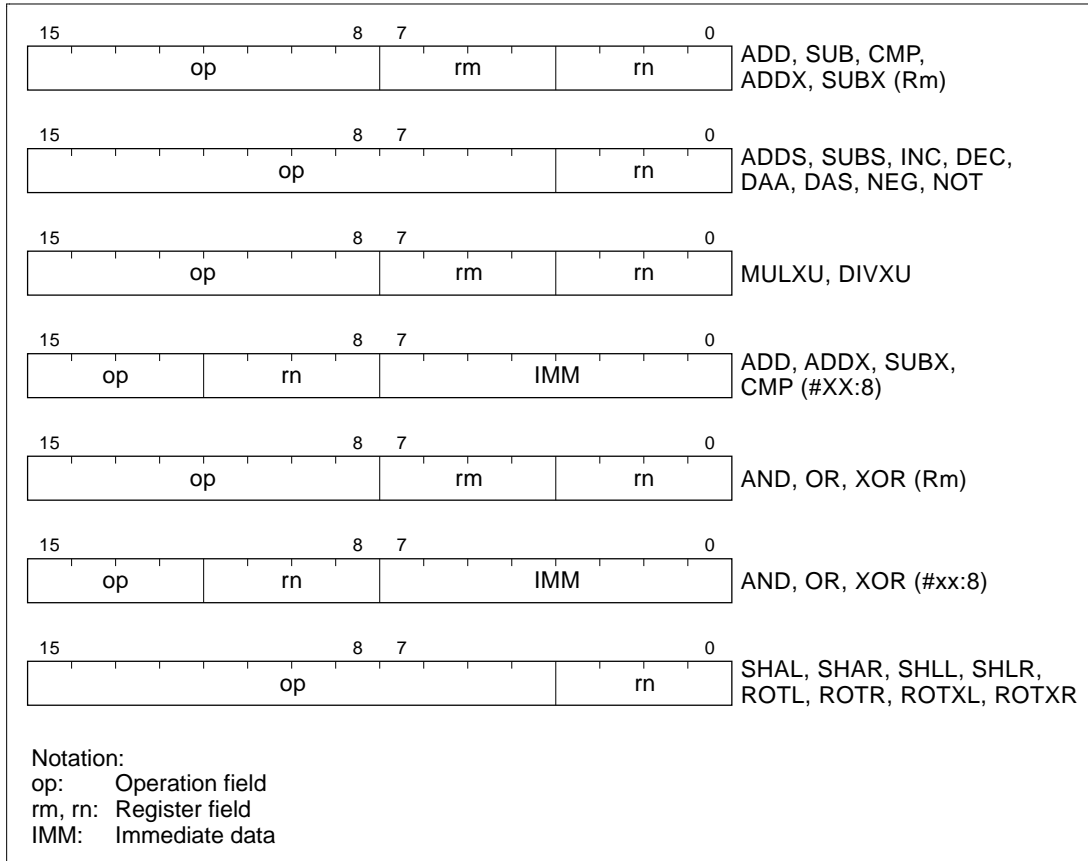 15 8 7 0
op rm rn
ADD, SUB, CMP,
ADDX, SUBX (Rm)
15 8 7 0
op rn
ADDS, SUBS, INC, DEC,
DAA, DAS, NEG, NOT
15 8 7 0
op rm rn
MULXU, DIVXU
15 8 7 0
op rn IMM
ADD, ADDX, SUBX,
CMP (#XX:8)
15 8 7 0
op rm rn
AND, OR, XOR (Rm)
15 8 7 0
op rn IMM
AND, OR, XOR (#xx:8)
15 8 7 0
op rn
SHAL, SHAR, SHLL, SHLR,
ROTL, ROTR, ROTXL, ROTXR
Notation:
op: Operation field
rm, rn: Register field
IMM: Immediate data